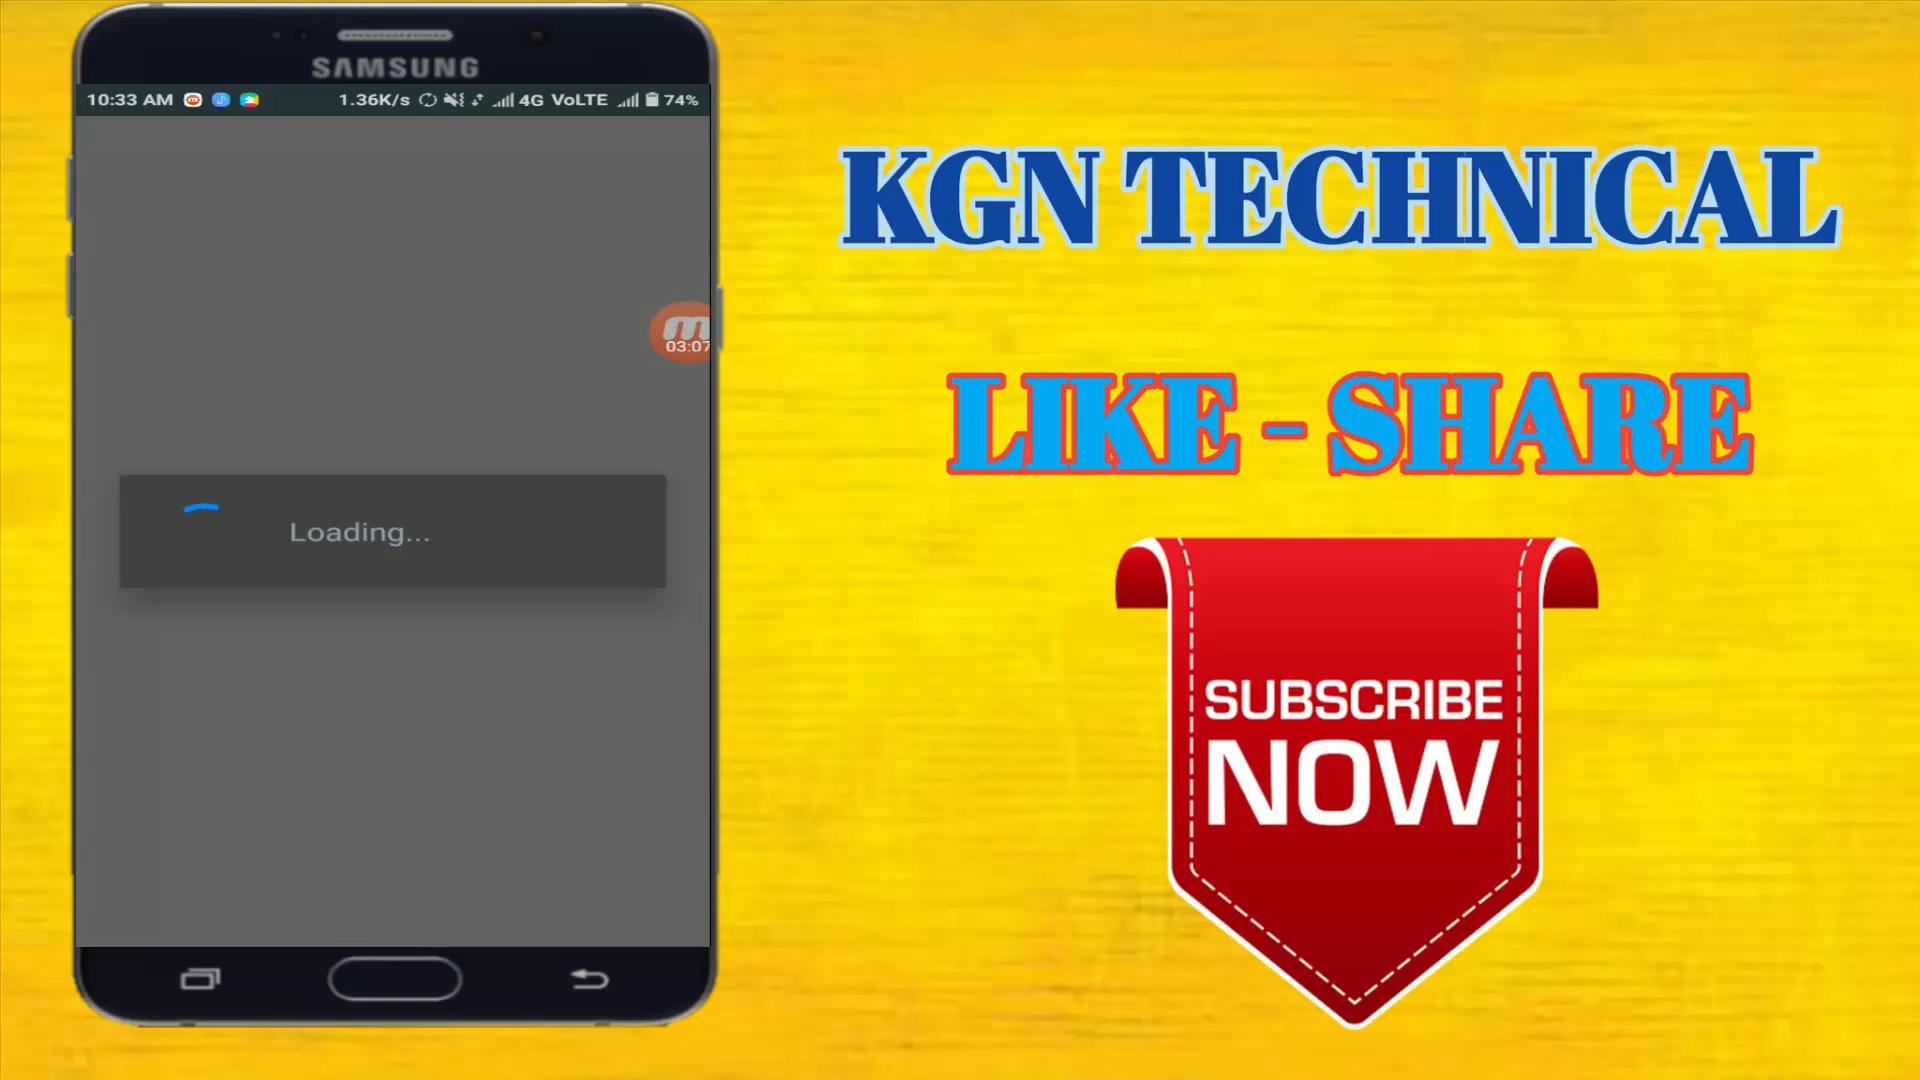 SAMSUNG
10:33 AM 1.36K/s 4G VoLTE 74%
03:07
Loading...
KGN TECHNICAL
LIKE - SHARE
SUBSCRIBE
NOW